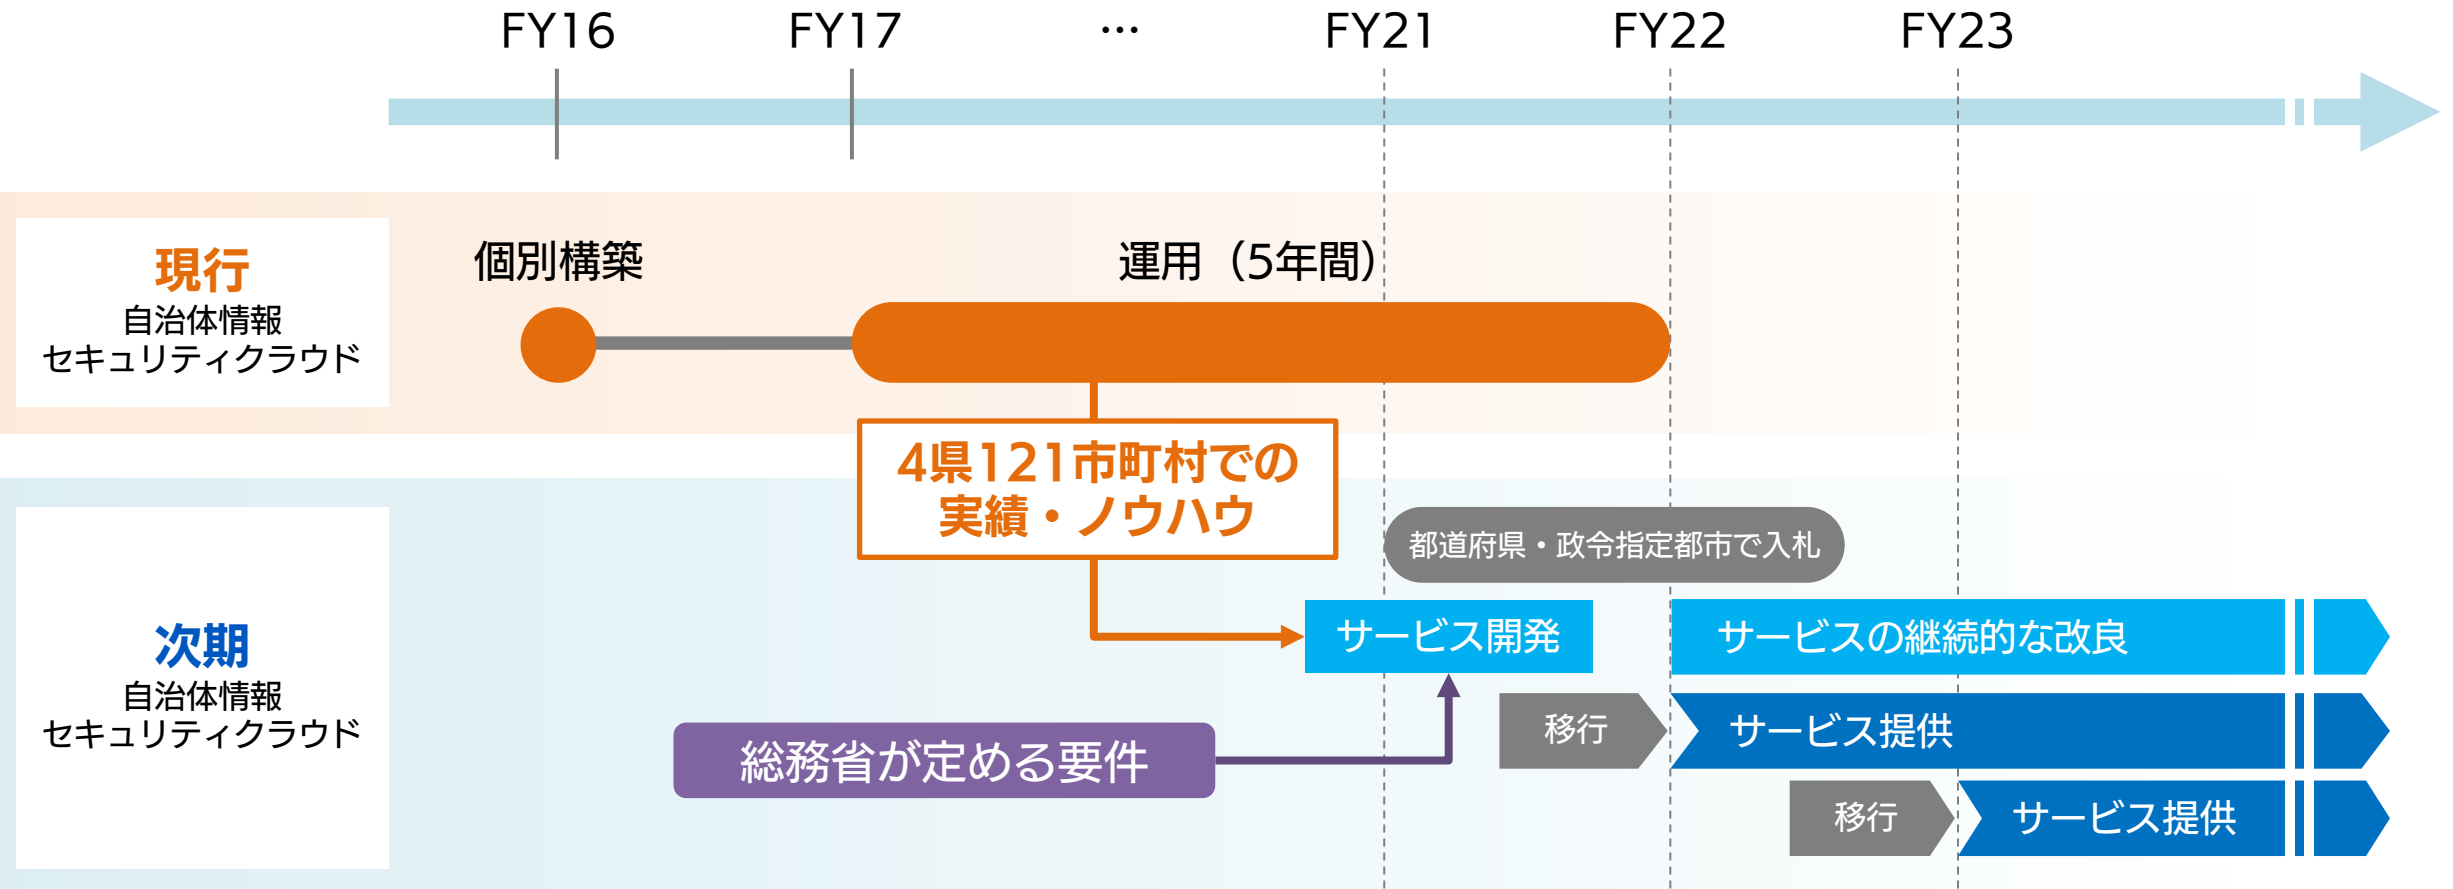 FY16
FY17
…
FY21
FY22
FY23
現行
自治体情報
セキュリティクラウド
個別構築
運用（5年間）
4県121市町村での
実績・ノウハウ
次期
自治体情報
セキュリティクラウド
都道府県・政令指定都市で入札
サービス開発
サービスの継続的な改良
移行
サービス提供
総務省が定める要件
移行
サービス提供